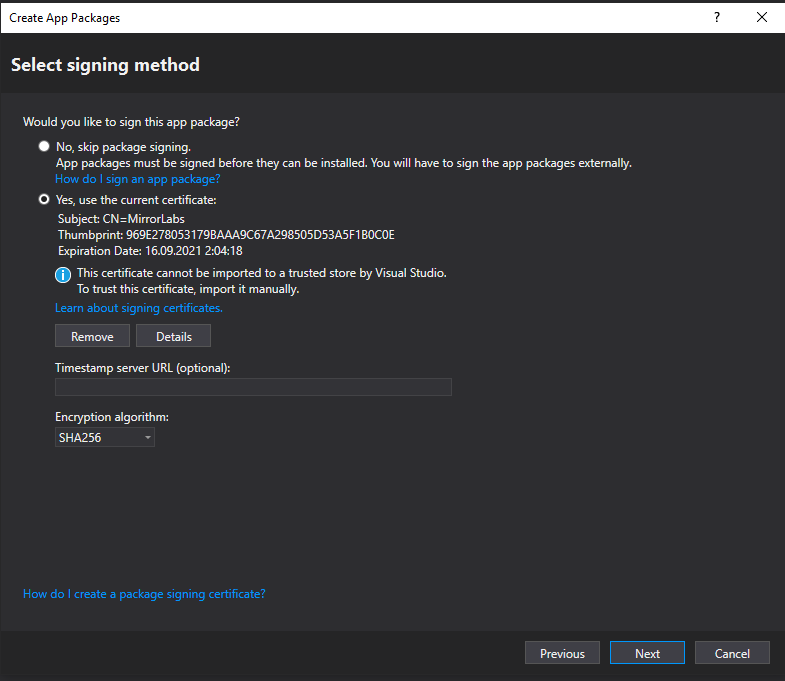 Create App Packages
?
Select signing method
Would you like to sign this app package?
No, skip package signing.
App packages must be signed before they can be installed. You will have to sign the app packages externally.
How do I sign an app package?
Yes, use the current certificate:
Subject: CN=MirrorLabs
Thumbprint: 969E278053179BAAA9C67A298505D53A5F1B0C0E
Expiration Date: 16.09.2021 2:04:18
This certificate cannot be imported to a trusted store by Visual Studio.
To trust this certificate, import it manually.
Learn about signing certificates.
Remove Details
Timestamp server URL (optional):
Encryption algorithm:
SHA256
How do I create a package signing certificate?
Previous Next Cancel